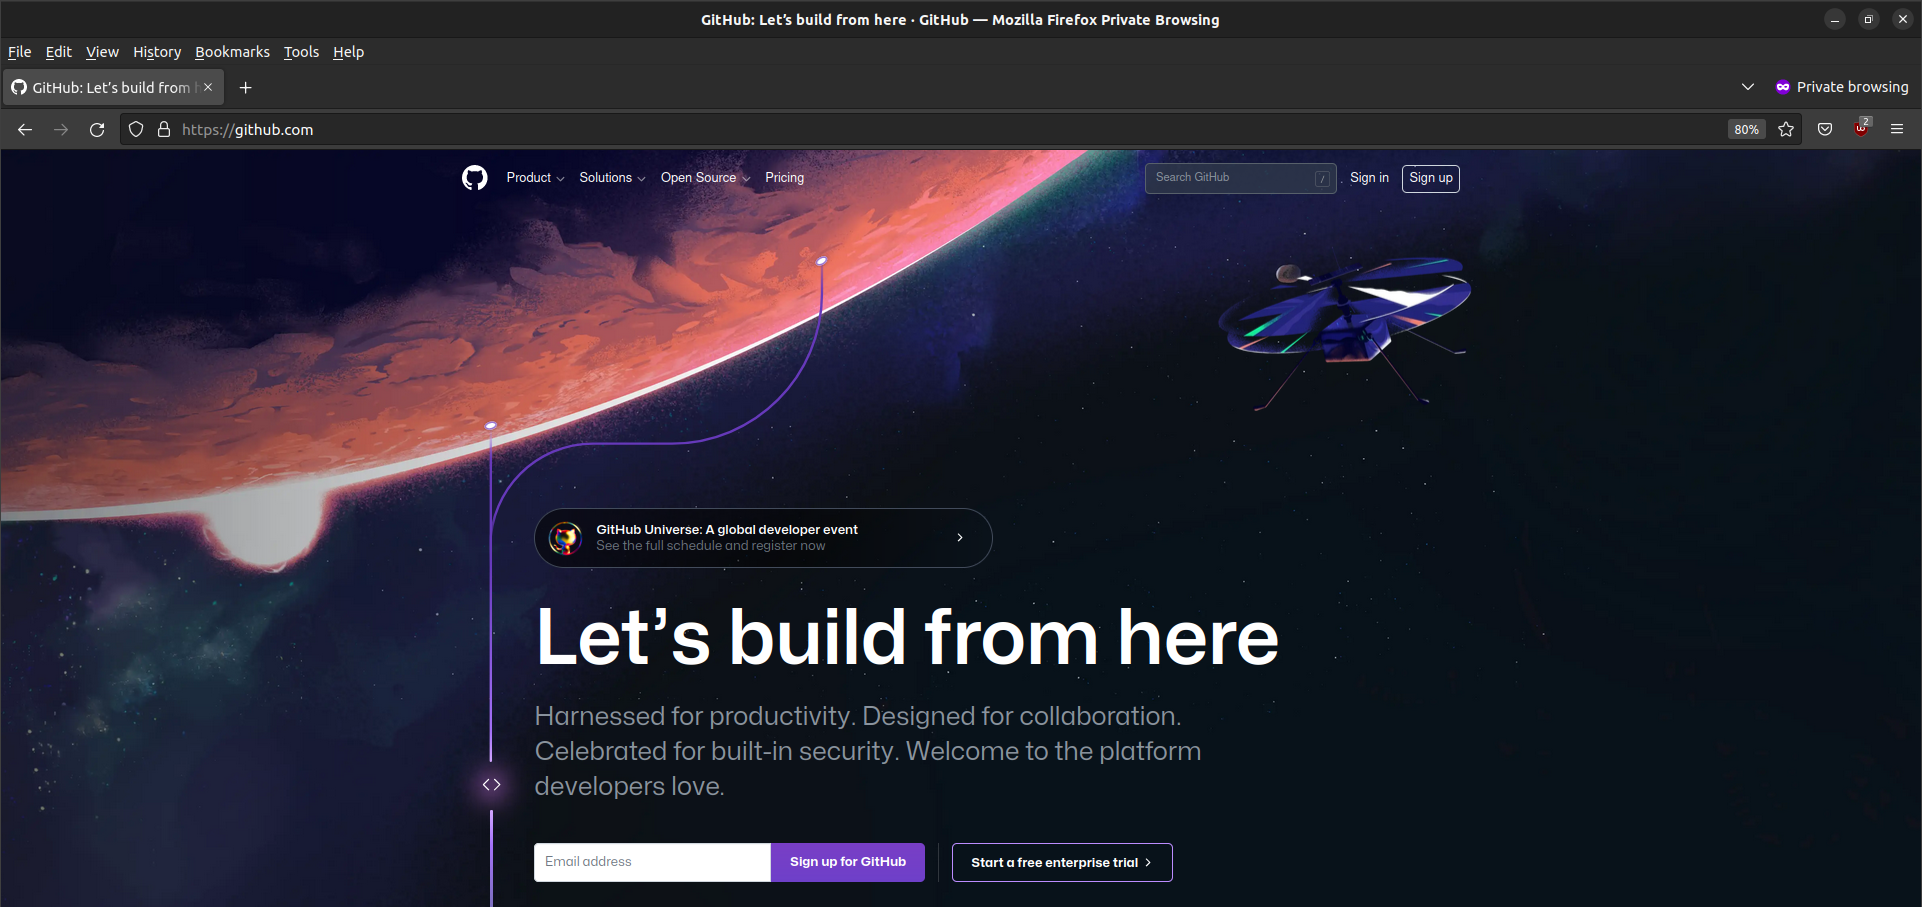 GitHub: Let's build from here · GitHub — Mozilla Firefox Private Browsing
File Edit View History Bookmarks Tools Help
GitHub: Let's build from
Private browsing
https://github.com
80%
2
Product
Solutions
Open Source
Pricing
Search GitHub
/
Sign in
Sign up
GitHub Universe: A global developer event
See the full schedule and register now
Let's build from here
Harnessed for productivity. Designed for collaboration.
Celebrated for built-in security. Welcome to the platform
developers love.
Email address
Sign up for GitHub
Start a free enterprise trial